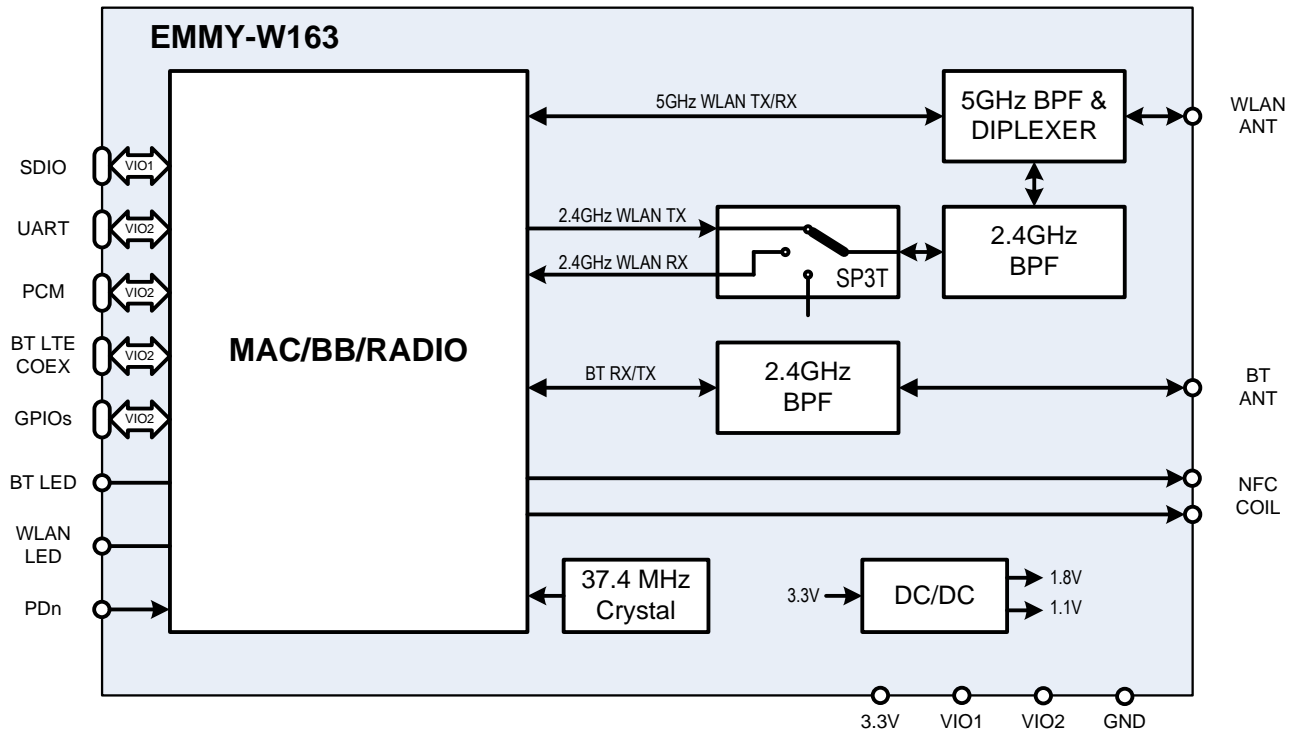 EMMY-W163
5GHz WLAN TX/RX
5GHz BPF &
DIPLEXER
WLAN
ANT
SDIO
VIO1
UART
VIO2
PCM
VIO2
BT LTE
COEX
VIO2
GPIOs
VIO2
BT LED
WLAN
LED
PDn
MAC/BB/RADIO
2.4GHz WLAN TX
2.4GHz WLAN RX
SP3T
2.4GHz
BPF
BT RX/TX
2.4GHz
BPF
BT
ANT
NFC
COIL
37.4 MHz
Crystal
3.3V
DC/DC
1.8V
1.1V
3.3V
VIO1
VIO2
GND